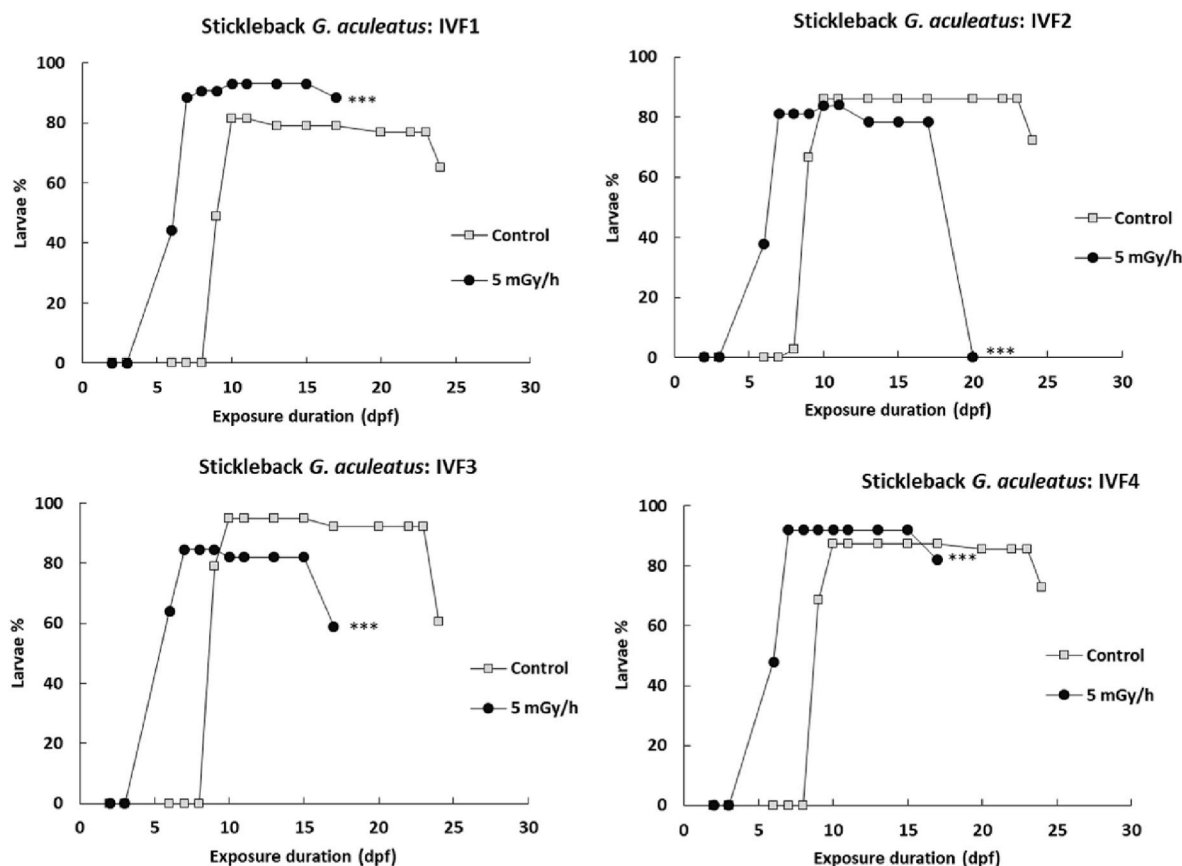 Stickleback G. aculeatus: IVF1
100
80
60
40
20
0
Larvae %
0 5 10 15 20 25 30
Exposure duration (dpf)
***
Control
5 mGy/h
Stickleback G. aculeatus: IVF2
100
80
60
40
20
0
Larvae %
0 5 10 15 20 25 30
Exposure duration (dpf)
***
Control
5 mGy/h
Stickleback G. aculeatus: IVF3
100
80
60
40
20
0
Larvae %
0 5 10 15 20 25 30
Exposure duration (dpf)
***
Control
5 mGy/h
Stickleback G. aculeatus: IVF4
100
80
60
40
20
0
Larvae %
0 5 10 15 20 25 30
Exposure duration (dpf)
***
Control
5 mGy/h